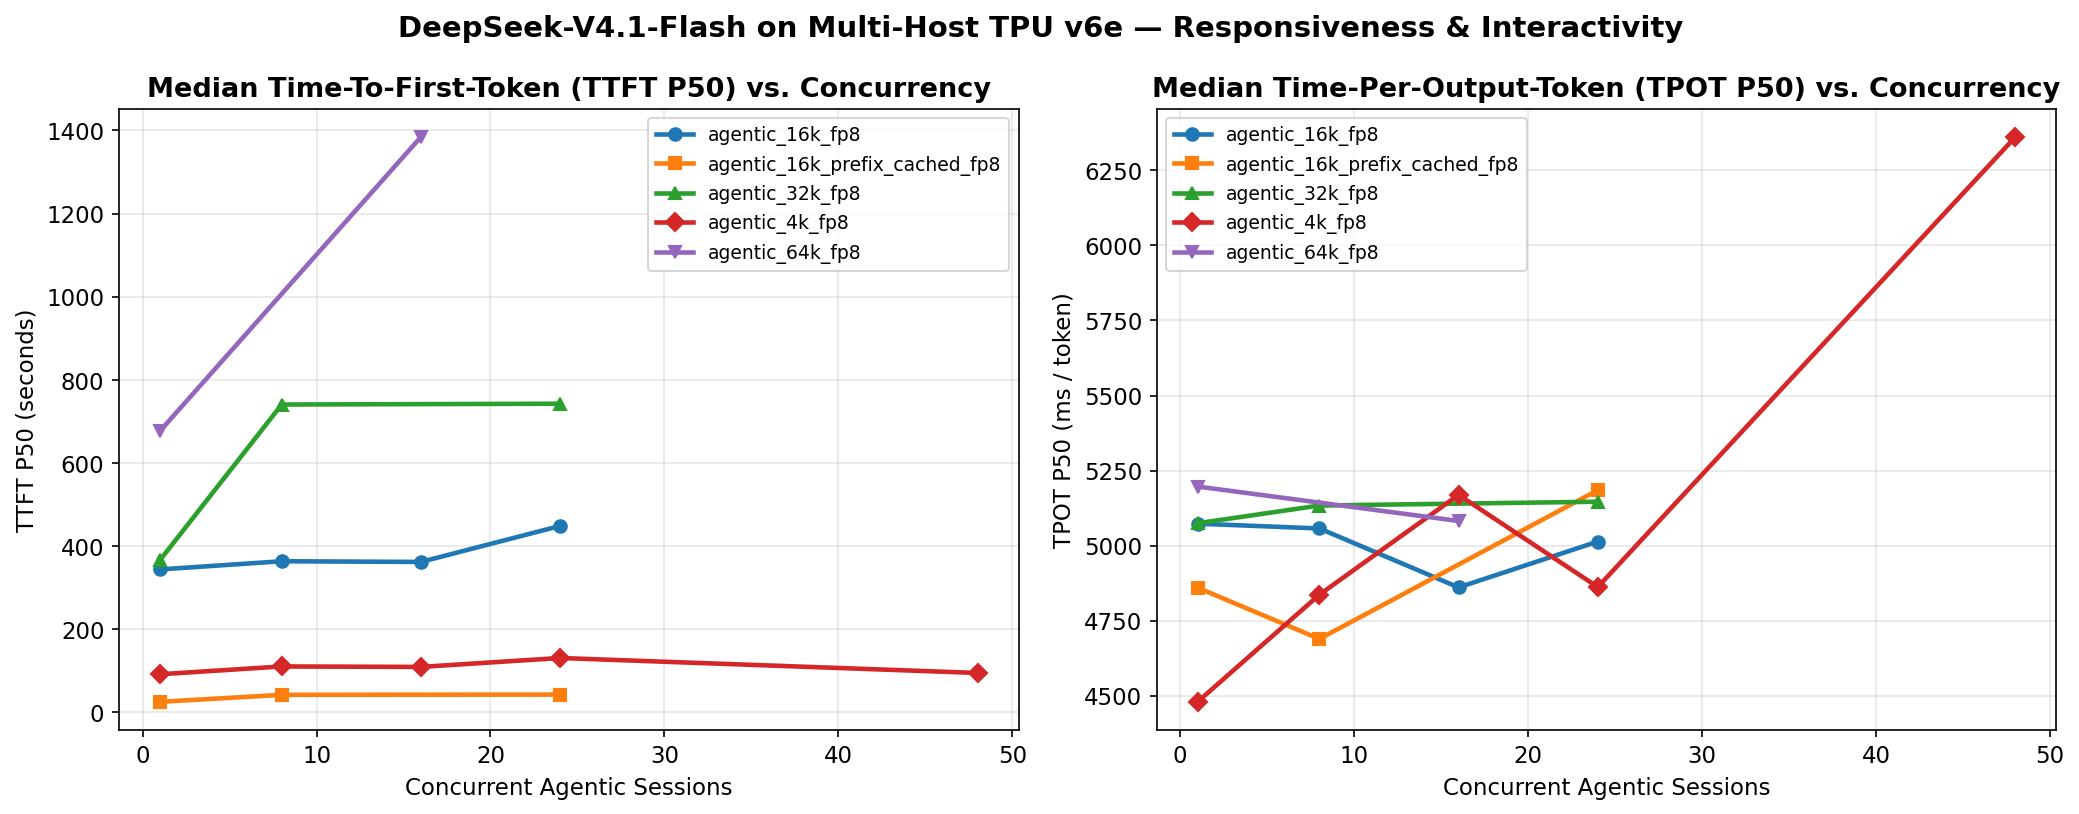 DeepSeek-V4.1-Flash on Multi-Host TPU v6e — Responsiveness & Interactivity
Median Time-To-First-Token (TTFT P50) vs. Concurrency
TTFT P50 (seconds)
1400
1200
1000
800
600
400
200
0
agentic_16k_fp8
agentic_16k_prefix_cached_fp8
agentic_32k_fp8
agentic_4k_fp8
agentic_64k_fp8
0 10 20 30 40 50
Concurrent Agentic Sessions
Median Time-Per-Output-Token (TPOT P50) vs. Concurrency
TPOT P50 (ms / token)
6250
6000
5750
5500
5250
5000
4750
4500
agentic_16k_fp8
agentic_16k_prefix_cached_fp8
agentic_32k_fp8
agentic_4k_fp8
agentic_64k_fp8
0 10 20 30 40 50
Concurrent Agentic Sessions